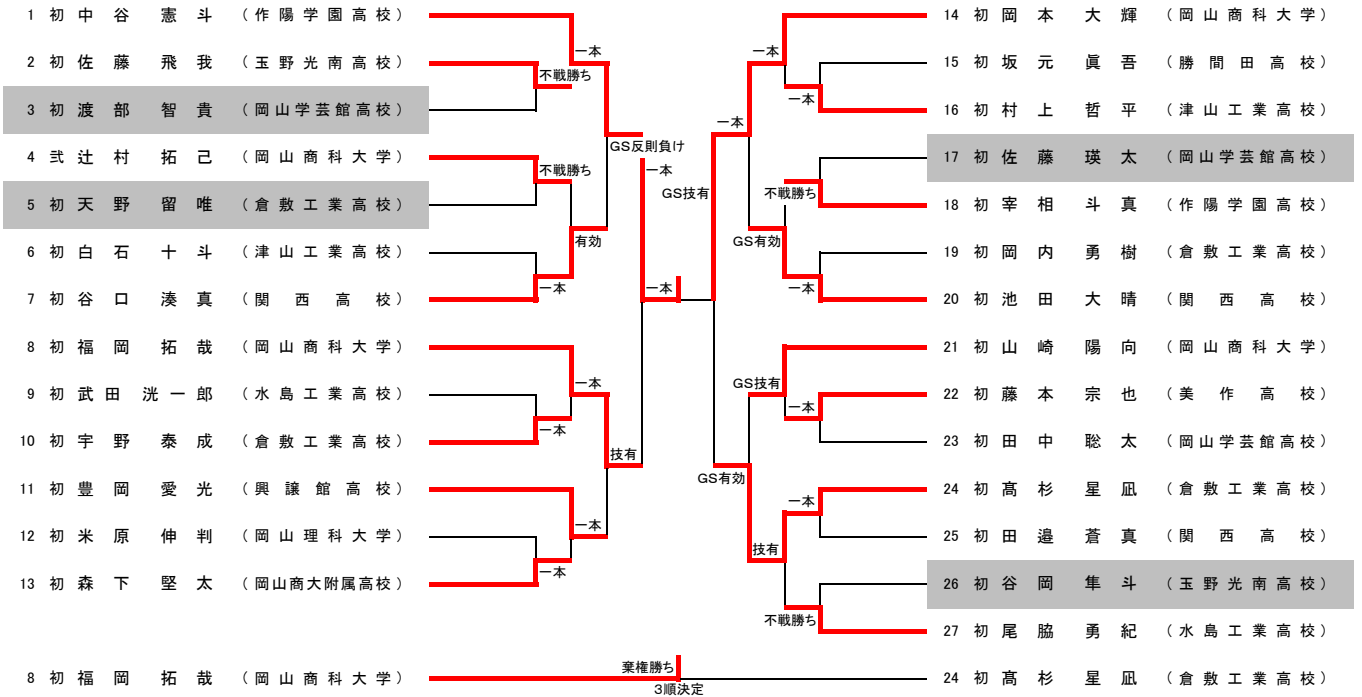 1 初 中谷 憲斗 （作陽学園高校）
2 初 佐藤 飛我 （玉野光南高校）
3 初 渡部 智貴 （岡山学芸館高校）
4 弐 辻村 拓己 （岡山商科大学）
5 初 天野 留唯 （倉敷工業高校）
6 初 白石 十斗 （津山工業高校）
7 初 谷口 湊真 （関西高校）
8 初 福岡 拓哉 （岡山商科大学）
9 初 武田 洸一郎 （水島工業高校）
10 初 宇野 泰成 （倉敷工業高校）
11 初 豊岡 愛光 （興譲館高校）
12 初 米原 伸判 （岡山理科大学）
13 初 森下 堅太 （岡山商大附属高校）
8 初 福岡 拓哉 （岡山商科大学）
一本
不戦勝ち
不戦勝ち
有効
一本
GS反則負け
一本
一本
一本
技有
一本
一本
一本
一本
GS技有
一本
一本
不戦勝ち
GS有効
一本
GS技有
一本
GS有効
一本
技有
不戦勝ち
棄権勝ち
3順決定
14 初 岡本 大輝 （岡山商科大学）
15 初 坂元 眞吾 （勝間田高校）
16 初 村上 哲平 （津山工業高校）
17 初 佐藤 瑛太 （岡山学芸館高校）
18 初 宰相 斗真 （作陽学園高校）
19 初 岡内 勇樹 （倉敷工業高校）
20 初 池田 大晴 （関西高校）
21 初 山崎 陽向 （岡山商科大学）
22 初 藤本 宗也 （美作高校）
23 初 田中 聡太 （岡山学芸館高校）
24 初 髙杉 星凪 （倉敷工業高校）
25 初 田邉 蒼真 （関西高校）
26 初 谷岡 隼斗 （玉野光南高校）
27 初 尾脇 勇紀 （水島工業高校）
24 初 髙杉 星凪 （倉敷工業高校）